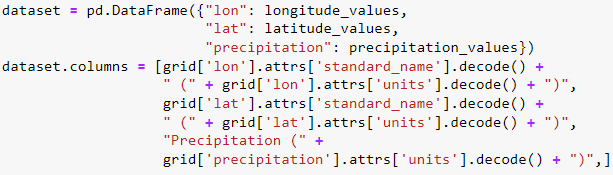 dataset = pd.DataFrame({"lon": longitude_values,
                        "lat": latitude_values,
                        "precipitation": precipitation_values})
dataset.columns = [grid['lon'].attrs['standard_name'].decode() +
                   " (" + grid['lon'].attrs['units'].decode() + ")",
                   grid['lat'].attrs['standard_name'].decode() +
                   " (" + grid['lat'].attrs['units'].decode() + ")",
                   "Precipitation (" +
                   grid['precipitation'].attrs['units'].decode() + ")",]